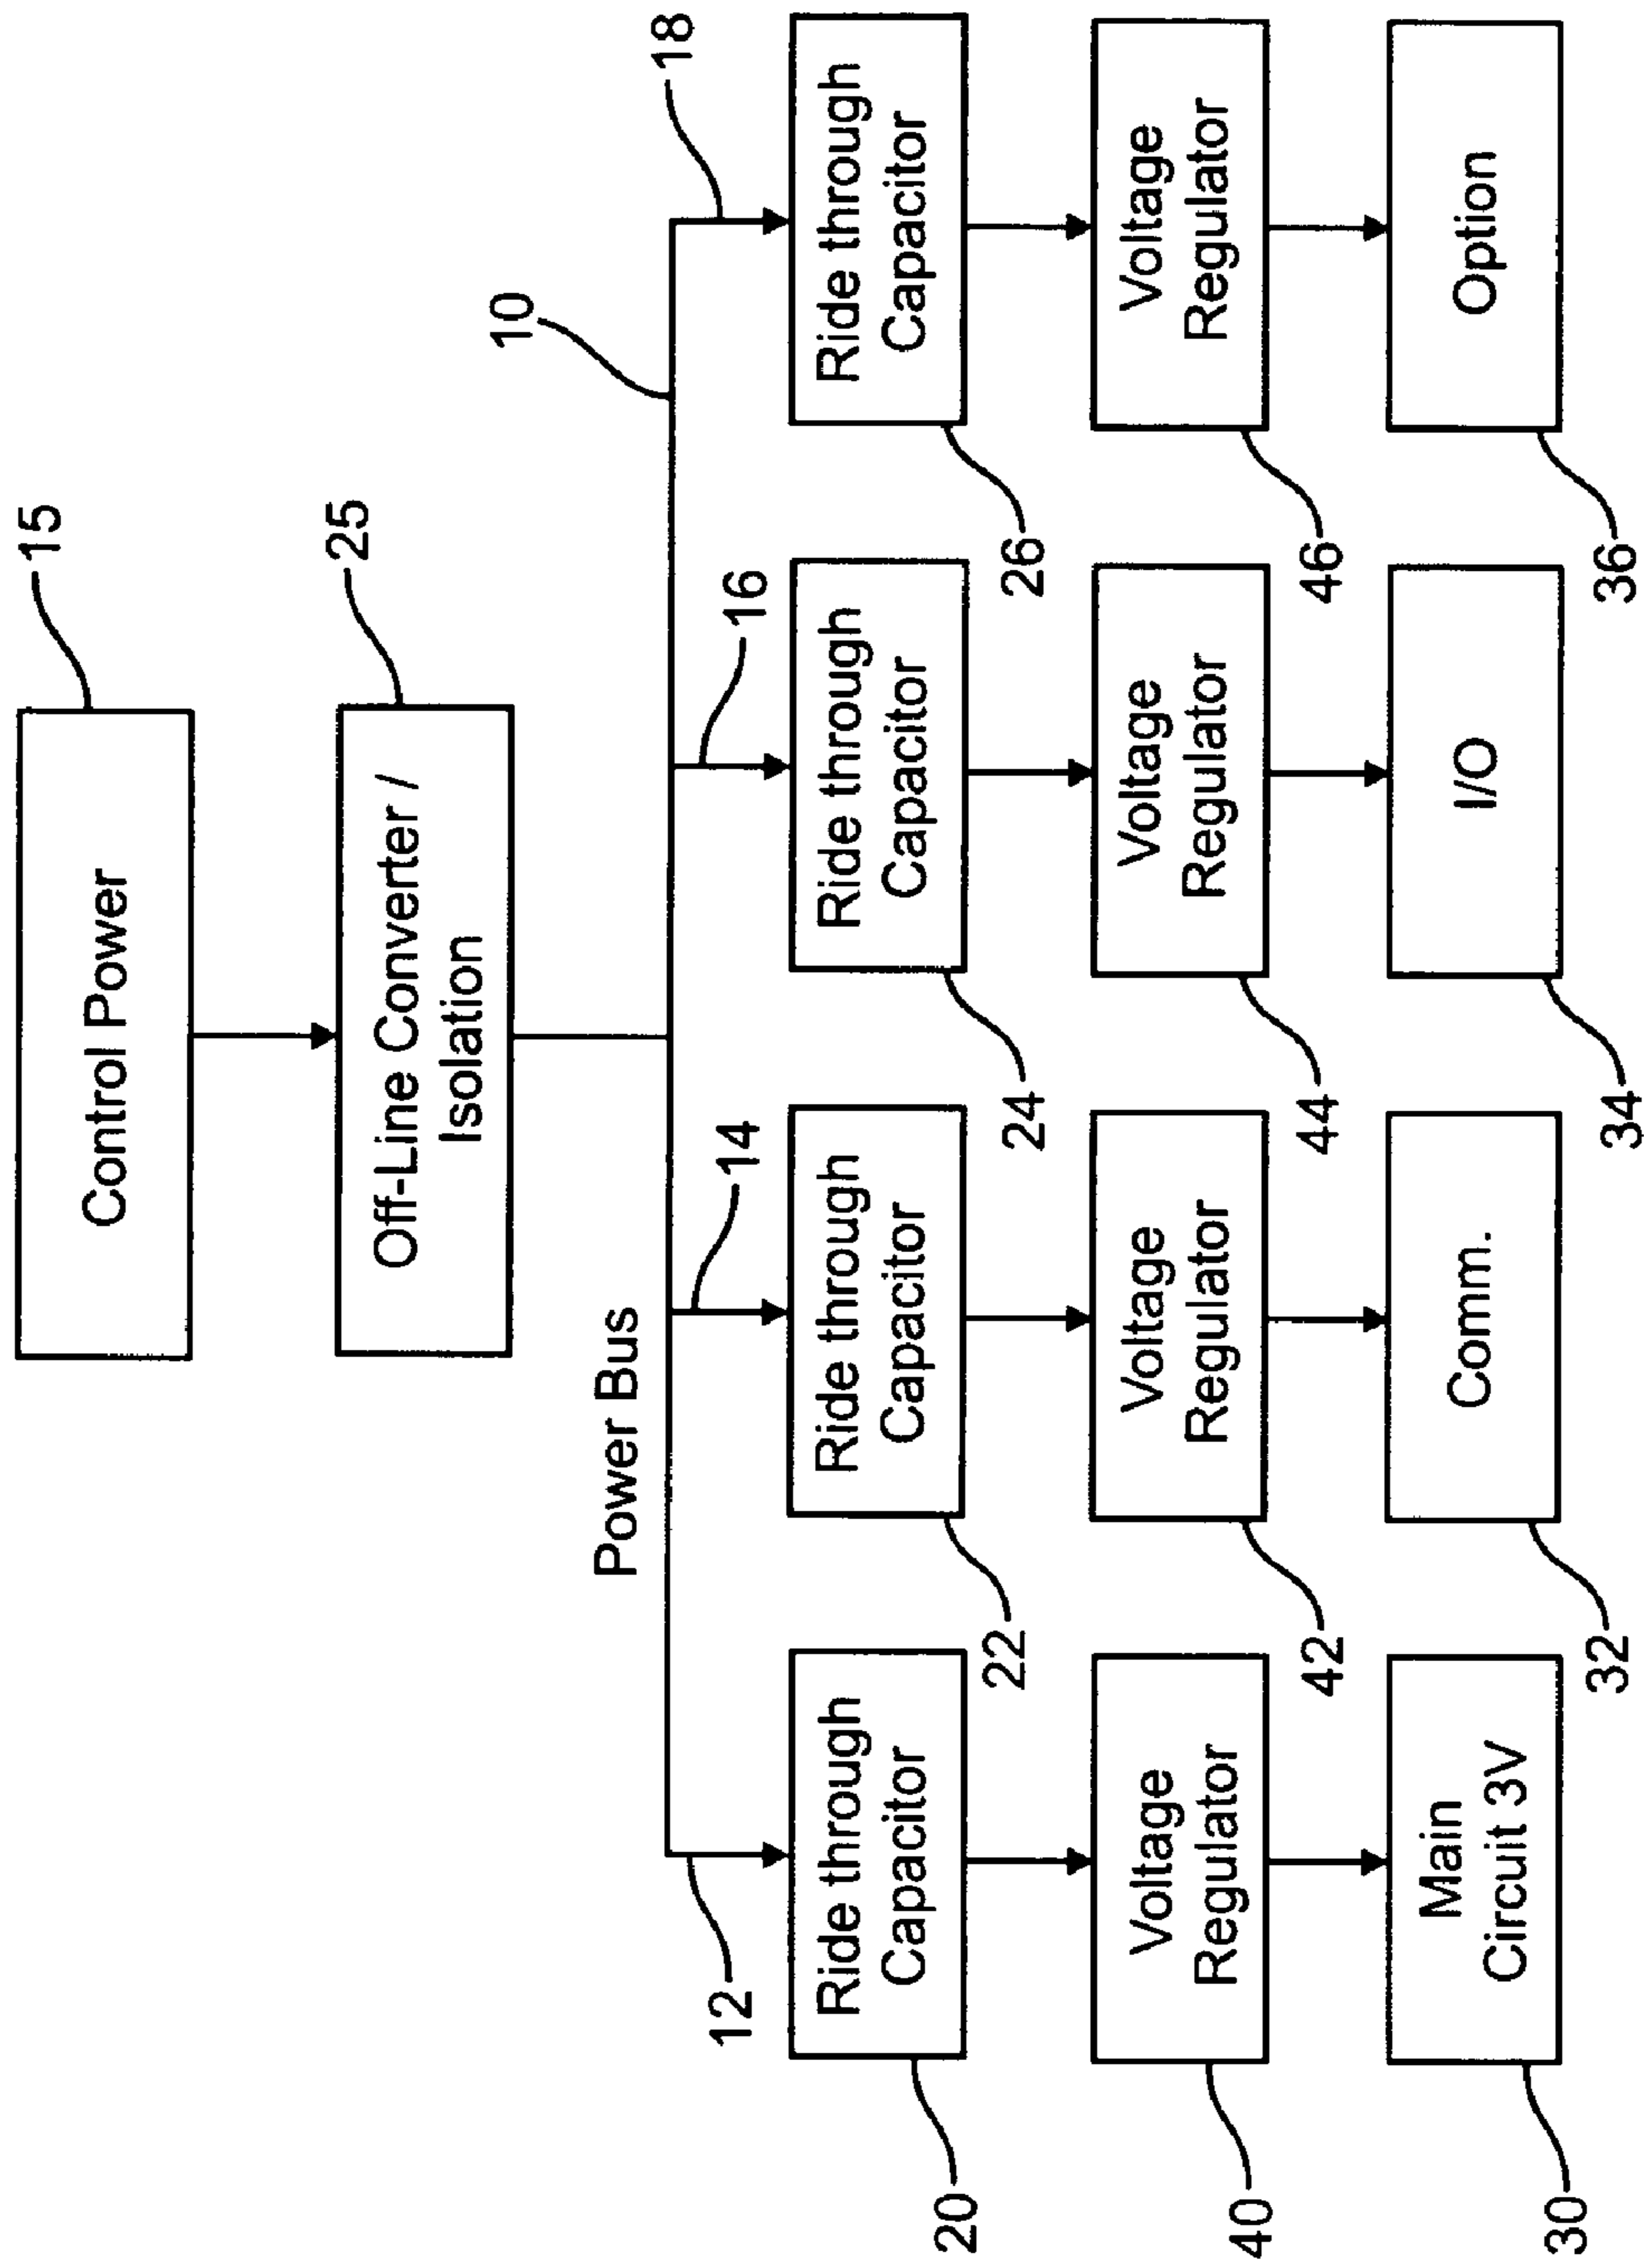 Control Power
15
Off-Line Converter /
Isolation
25
Power Bus
10
12
14
16
18
Ride through
Capacitor
20
Ride through
Capacitor
22
Ride through
Capacitor
24
Ride through
Capacitor
26
Voltage
Regulator
40
Voltage
Regulator
42
Voltage
Regulator
44
Voltage
Regulator
46
Main
Circuit 3V
30
Comm.
32
I/O
34
Option
36